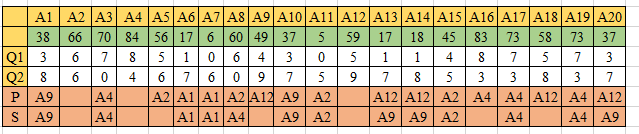 A1 A2 A3 A4 A5 A6 A7 A8 A9 A10 A11 A12 A13 A14 A15 A16 A17 A18 A19 A20
38 66 70 84 56 17 6 60 49 37 5 59 17 18 45 83 73 58 73 37
Q1 3 6 7 8 5 1 0 6 4 3 0 5 1 1 4 8 7 5 7 3
Q2 8 6 0 4 6 7 6 0 9 7 5 9 7 8 5 3 3 8 3 7
P A9 A4 A2 A1 A1 A2 A12 A9 A2 A12 A12 A2 A4 A4 A12 A4 A12
S A9 A4 A1 A1 A4 A9 A2 A9 A9 A2 A4 A4 A9